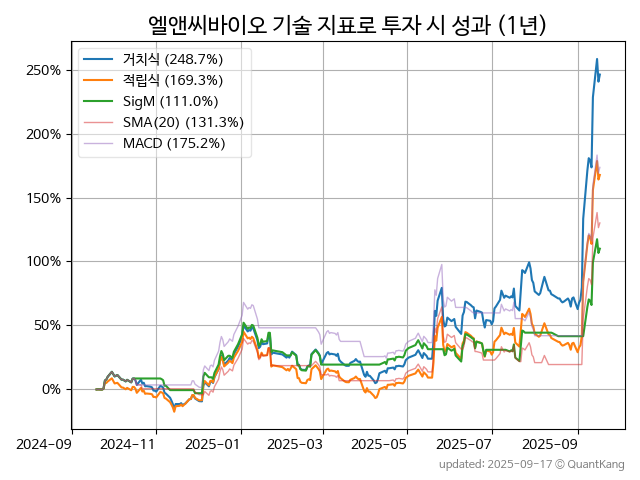 엘앤씨바이오 기술 지표로 투자 시 성과 (1년)
거치식 (248.7%)
적립식 (169.3%)
SigM (111.0%)
SMA(20) (131.3%)
MACD (175.2%)
250%
200%
150%
100%
50%
0%
2024-09 2024-11 2025-01 2025-03 2025-05 2025-07 2025-09
updated: 2025-09-17 © QuantKang